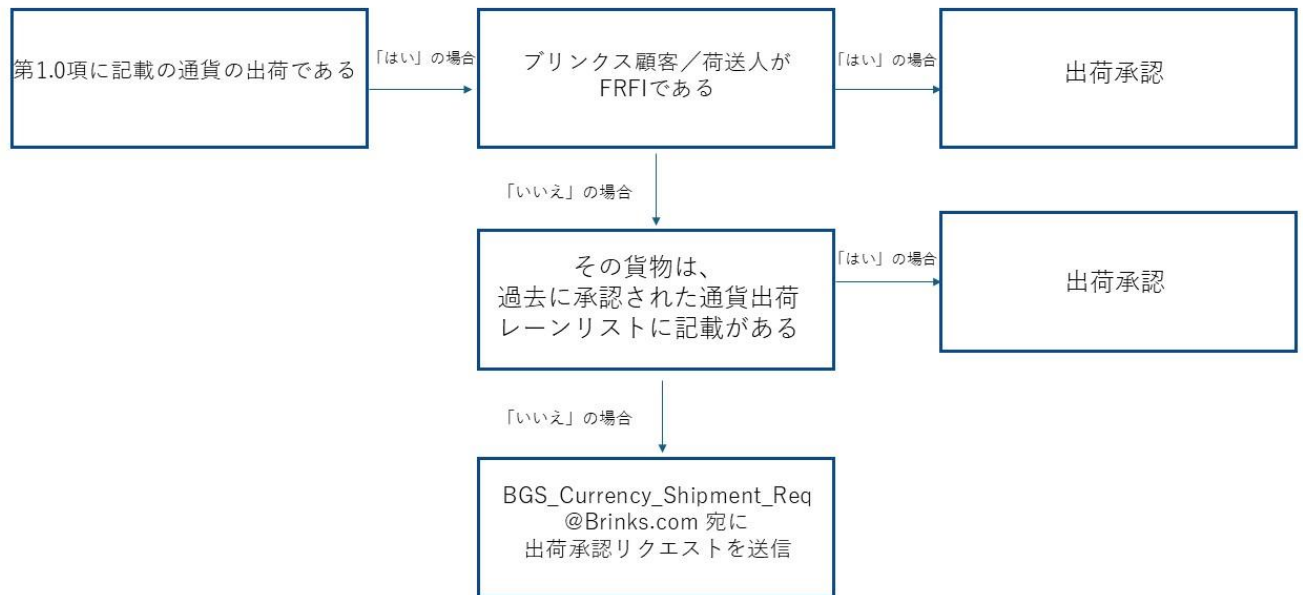 第1.0項に記載の通貨の出荷である
「はい」の場合
ブリンクス顧客／荷送人が
FRFIである
「はい」の場合
出荷承認
「いいえ」の場合
その貨物は、
過去に承認された通貨出荷
レーンリストに記載がある
「はい」の場合
出荷承認
「いいえ」の場合
BGS_Currency_Shipment_Req
@Brinks.com 宛に
出荷承認リクエストを送信